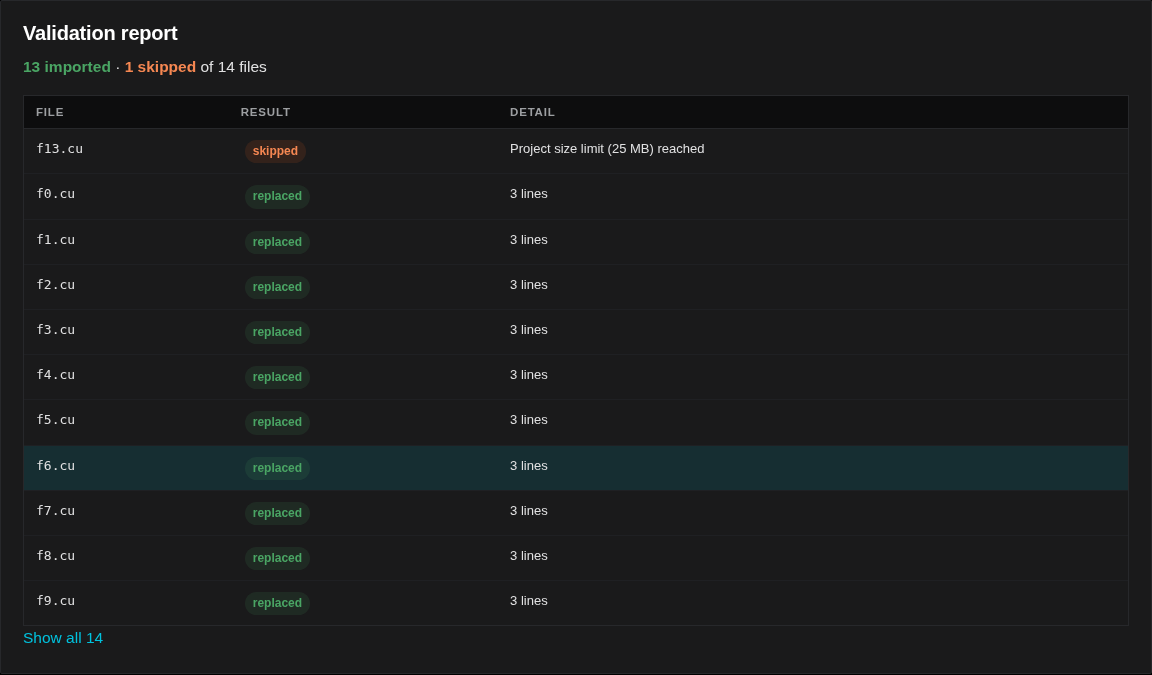 Validation report
13 imported · 1 skipped of 14 files
FILE RESULT DETAIL
f13.cu skipped Project size limit (25 MB) reached
f0.cu replaced 3 lines
f1.cu replaced 3 lines
f2.cu replaced 3 lines
f3.cu replaced 3 lines
f4.cu replaced 3 lines
f5.cu replaced 3 lines
f6.cu replaced 3 lines
f7.cu replaced 3 lines
f8.cu replaced 3 lines
f9.cu replaced 3 lines
Show all 14